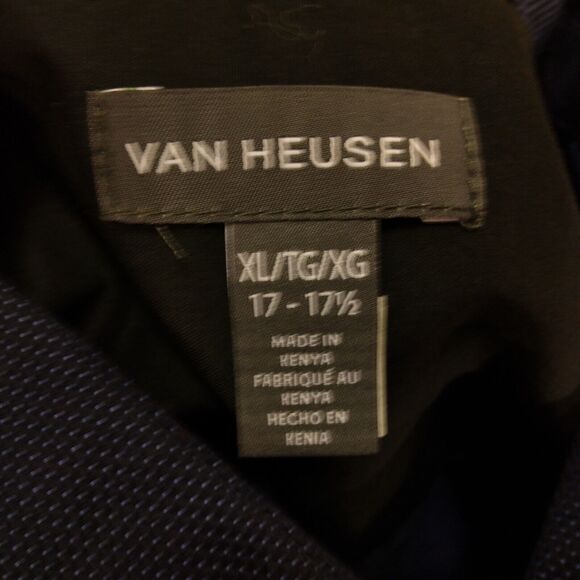 VAN HEUSEN
XL/TG/XG
17 - 17½
MADE IN
KENYA
FABRIQUÉ AU
KENYA
HECHO EN
KENIA